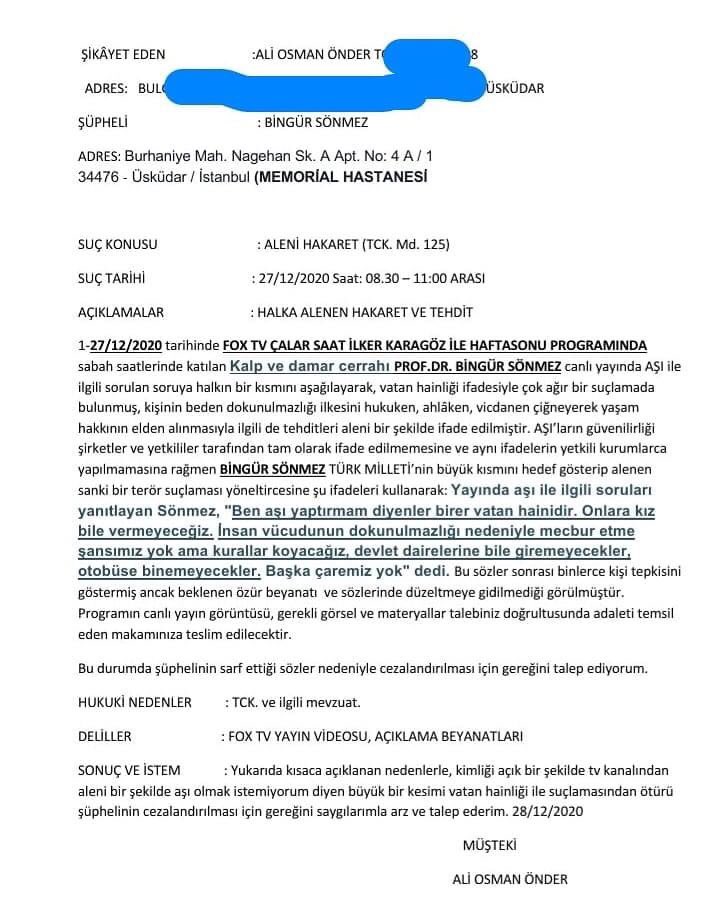 ŞİKÂYET EDEN :ALİ OSMAN ÖNDER 8
ADRES: ÜSKÜDAR
ŞÜPHELİ : BİNGÜR SÖNMEZ
ADRES: Burhaniye Mah. Nagehan Sk. A Apt. No: 4 A / 1
34476 - Üsküdar / İstanbul (MEMORİAL HASTANESİ
SUÇ KONUSU : ALENİ HAKARET (TCK. Md. 125)
SUÇ TARİHİ : 27/12/2020 Saat: 08.30 – 11:00 ARASI
AÇIKLAMALAR : HALKA ALENEN HAKARET VE TEHDİT
1-27/12/2020 tarihinde FOX TV ÇALAR SAAT İLKER KARAGÖZ İLE HAFTASONU PROGRAMINDA
sabah saatlerinde katılan Kalp ve damar cerrahı PROF.DR. BİNGÜR SÖNMEZ canlı yayında AŞI ile
ilgili sorulan soruya halkın bir kısmını aşağılayarak, vatan hainliği ifadesiyle çok ağır bir suçlamada
bulunmuş, kişinin beden dokunulmazlığı ilkesini hukuken, ahlâken, vicdanen çiğneyerek yaşam
hakkının elden alınmasıyla ilgili de tehditleri aleni bir şekilde ifade edilmiştir. AŞI'ların güvenilirliği
şirketler ve yetkililer tarafından tam olarak ifade edilmemesine ve aynı ifadelerin yetkili kurumlarca
yapılmamasına rağmen BİNGÜR SÖNMEZ TÜRK MİLLETİ'nin büyük kısmını hedef gösterip alenen
sanki bir terör suçlaması yöneltircesine şu ifadeleri kullanarak: Yayında aşı ile ilgili soruları
yanıtlayan Sönmez, "Ben aşı yaptırmam diyenler birer vatan hainidir. Onlara kız
bile vermeyeceğiz. İnsan vücudunun dokunulmazlığı nedeniyle mecbur etme
şansımız yok ama kurallar koyacağız, devlet dairelerine bile giremeyecekler,
otobüse binemeyecekler. Başka çaremiz yok" dedi. Bu sözler sonrası binlerce kişi tepkisini
göstermiş ancak beklenen özür beyanatı ve sözlerinde düzeltmeye gidilmediği görülmüştür.
Programın canlı yayın görüntüsü, gerekli görsel ve materyallar talebiniz doğrultusunda adaleti temsil
eden makamınıza teslim edilecektir.
Bu durumda şüphelinin sarf ettiği sözler nedeniyle cezalandırılması için gereğini talep ediyorum.
HUKUKİ NEDENLER : TCK. ve ilgili mevzuat.
DELİLLER : FOX TV YAYIN VİDEOSU, AÇIKLAMA BEYANATLARI
SONUÇ VE İSTEM : Yukarıda kısaca açıklanan nedenlerle, kimliği açık bir şekilde tv kanalından
aleni bir şekilde aşı olmak istemiyorum diyen büyük bir kesimi vatan hainliği ile suçlamasından ötürü
şüphelinin cezalandırılması için gereğini saygılarımla arz ve talep ederim. 28/12/2020
MÜŞTEKİ
ALİ OSMAN ÖNDER